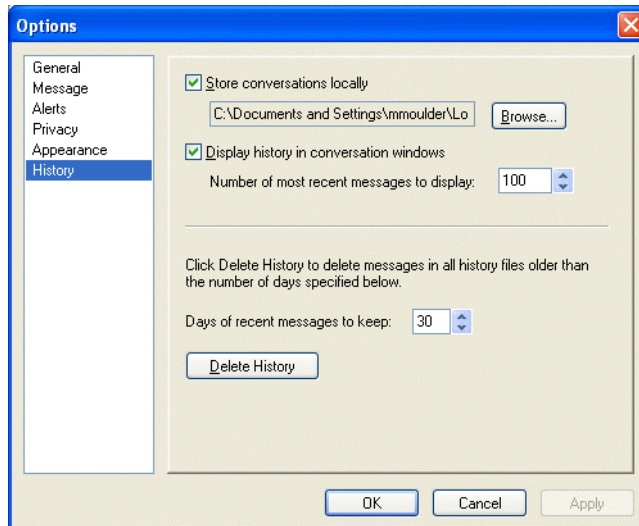 Options
General
Message
Alerts
Privacy
Appearance
History
Store conversations locally
C:\Documents and Settings\mmoulder\Lo
Browse...
Display history in conversation windows
Number of most recent messages to display: 100
Click Delete History to delete messages in all history files older than
the number of days specified below.
Days of recent messages to keep: 30
Delete History
OK Cancel Apply